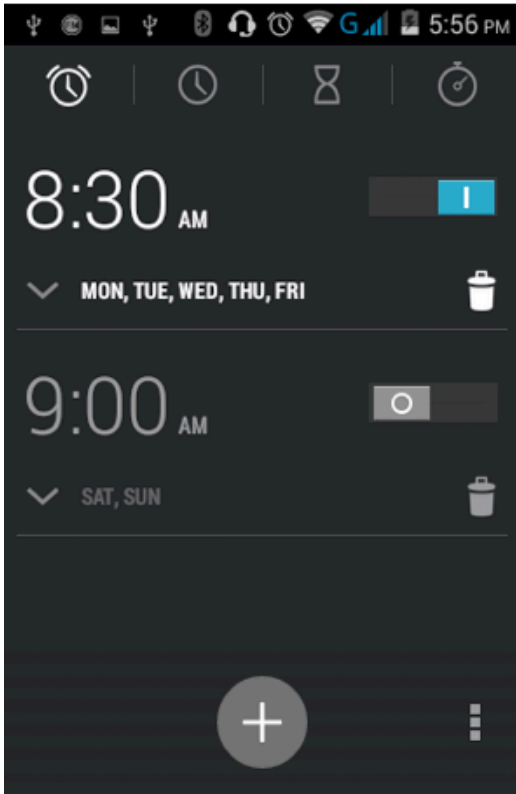 G 5:56 PM
8:30 AM
MON, TUE, WED, THU, FRI
9:00 AM
SAT, SUN